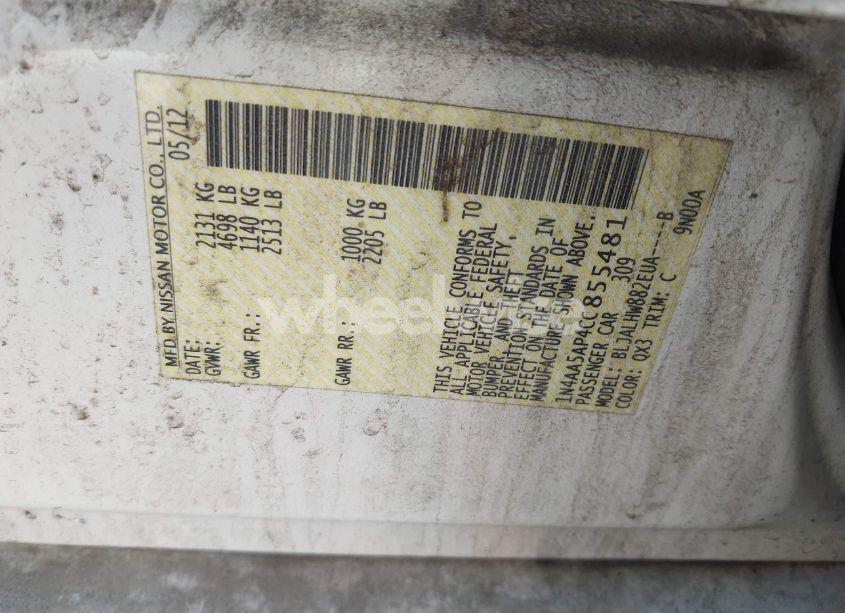 MFD BY NISSAN MOTOR CO., LTD.
DATE: 05/12
GVWR: 2131 KG
4698 LB
GAWR FR.: 1140 KG
2513 LB
GAWR RR.: 1000 KG
2205 LB
THIS VEHICLE CONFORMS TO
ALL APPLICABLE FEDERAL
MOTOR VEHICLE SAFETY,
BUMPER, AND THEFT
PREVENTION STANDARDS IN
EFFECT ON THE DATE OF
MANUFACTURE SHOWN ABOVE.
1N4AA5AP4CC855481
PASSENGER CAR 309
MODEL: BLJALHW882EUA-----B
COLOR: QX3 TRIM: C 9N00A